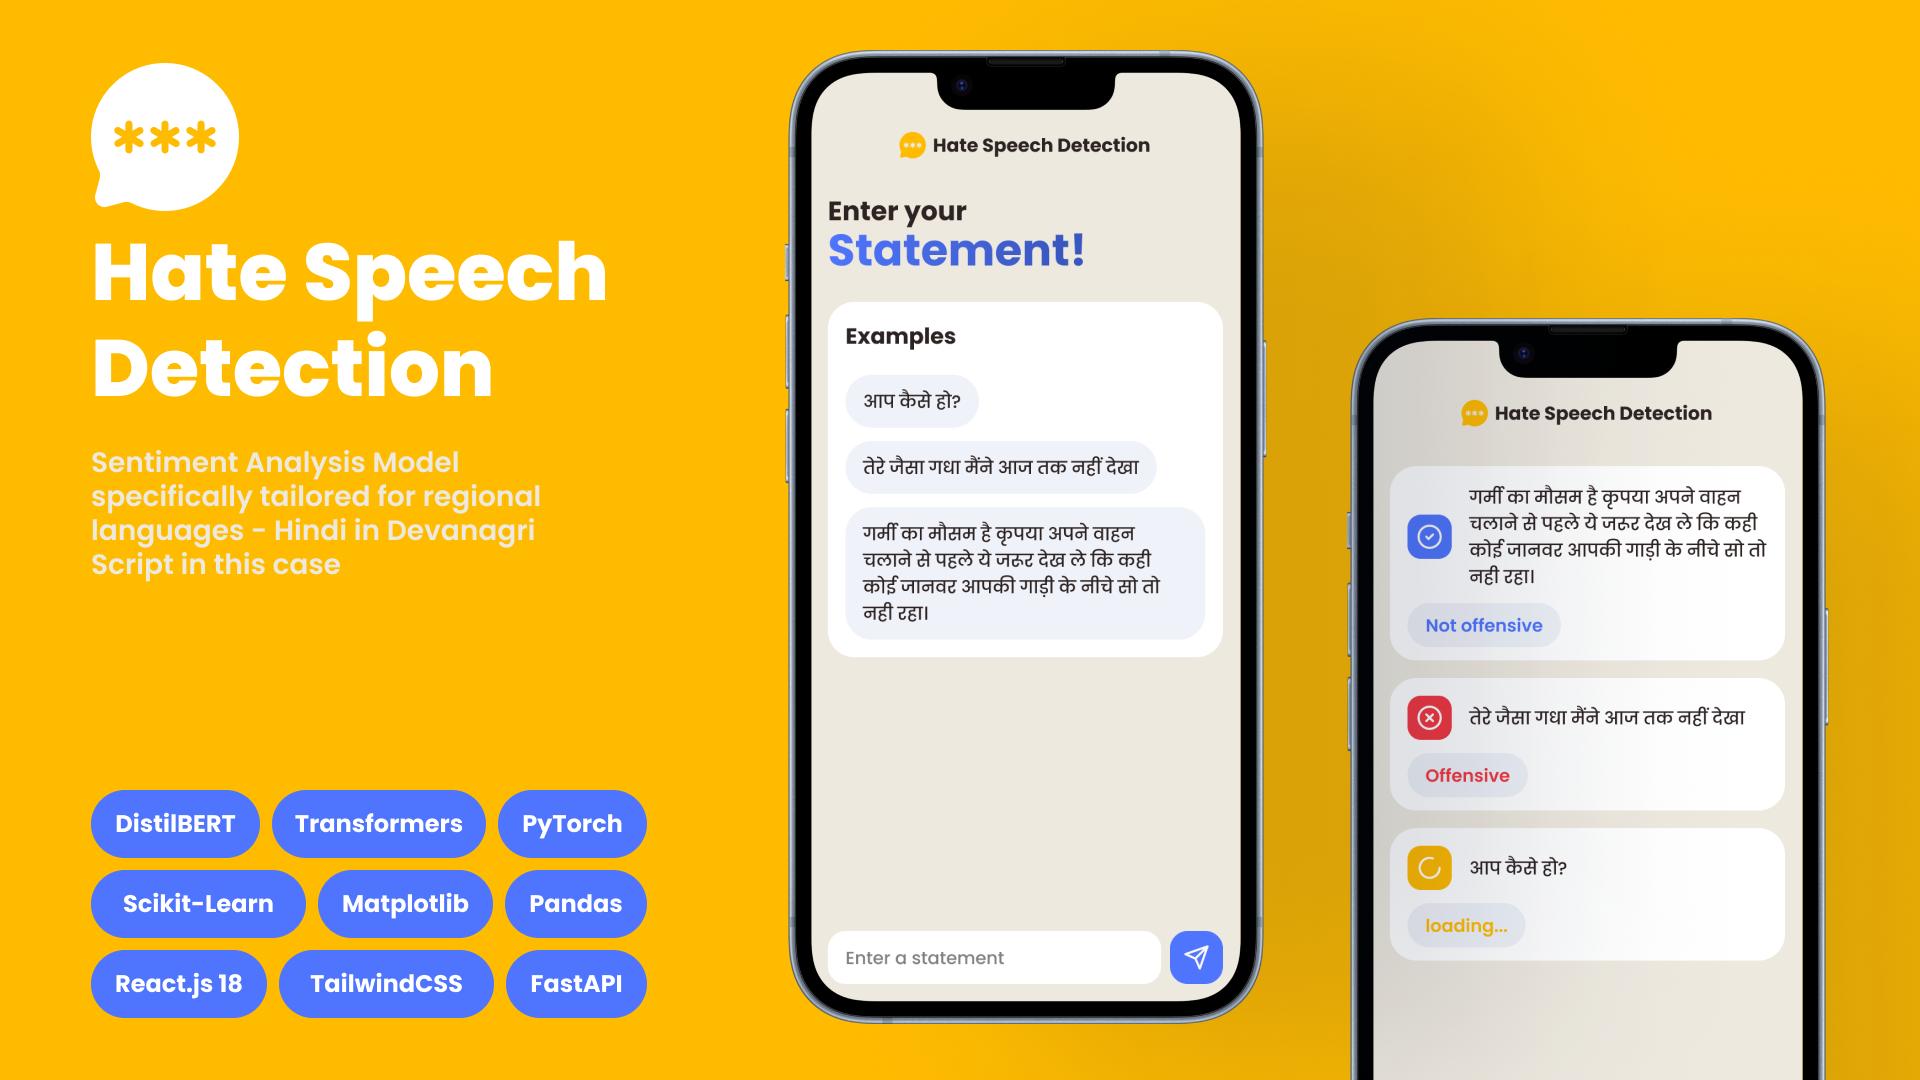 ***
Hate Speech
Detection
Sentiment Analysis Model
specifically tailored for regional
languages - Hindi in Devanagri
Script in this case
DistilBERT
Transformers
PyTorch
Scikit-Learn
Matplotlib
Pandas
React.js 18
TailwindCSS
FastAPI
Hate Speech Detection
Enter your
Statement!
Examples
आप कैसे हो?
तेरे जैसा गधा मैंने आज तक नहीं देखा
गर्मी का मौसम है कृपया अपने वाहन
चलाने से पहले ये जरूर देख ले कि कही
कोई जानवर आपकी गाड़ी के नीचे सो तो
नही रहा।
Enter a statement
Hate Speech Detection
गर्मी का मौसम है कृपया अपने वाहन
चलाने से पहले ये जरूर देख ले कि कही
कोई जानवर आपकी गाड़ी के नीचे सो तो
नही रहा।
Not offensive
तेरे जैसा गधा मैंने आज तक नहीं देखा
Offensive
आप कैसे हो?
loading...